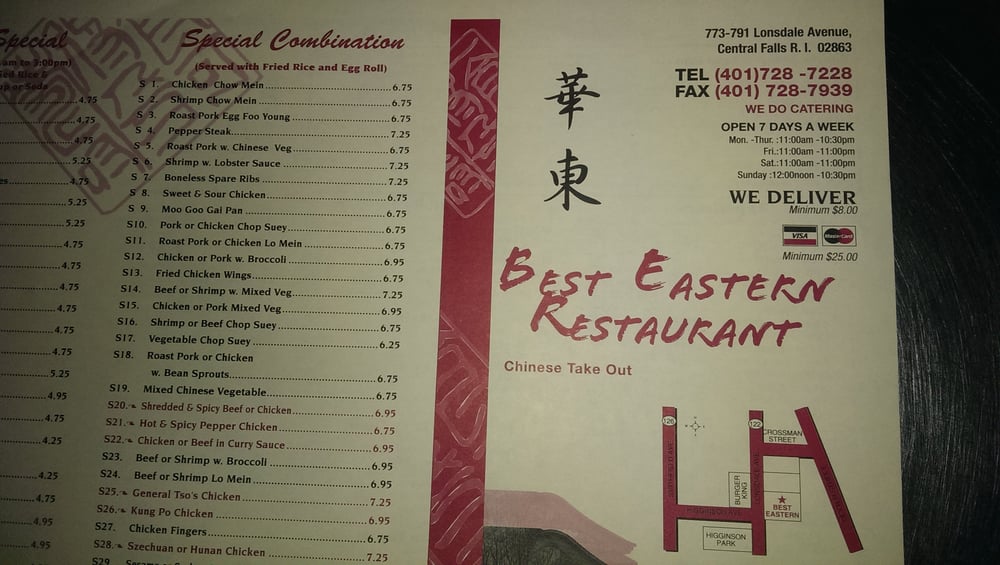 Special
am to 3:00pm)
ied Rice &
or Soda
4.75
4.75
4.75
5.25
4.75
5.25
5.25
4.75
4.75
4.75
4.75
4.75
4.75
5.25
4.95
4.75
4.25
4.25
4.75
4.95
4.95
Special Combination
(Served with Fried Rice and Egg Roll)
S 1. Chicken Chow Mein 6.75
S 2. Shrimp Chow Mein 6.75
S 3. Roast Pork Egg Foo Young 6.75
S 4. Pepper Steak 7.25
S 5. Roast Pork w. Chinese Veg 6.75
S 6. Shrimp w. Lobster Sauce 7.25
S 7. Boneless Spare Ribs 7.25
S 8. Sweet & Sour Chicken 6.75
S 9. Moo Goo Gai Pan 6.75
S10. Pork or Chicken Chop Suey 6.75
S11. Roast Pork or Chicken Lo Mein 6.75
S12. Chicken or Pork w. Broccoli 6.95
S13. Fried Chicken Wings 6.75
S14. Beef or Shrimp w. Mixed Veg 7.25
S15. Chicken or Pork Mixed Veg 6.95
S16. Shrimp or Beef Chop Suey 6.75
S17. Vegetable Chop Suey 6.25
S18. Roast Pork or Chicken
w. Bean Sprouts 6.75
S19. Mixed Chinese Vegetable 6.75
S20. Shredded & Spicy Beef or Chicken 6.95
S21. Hot & Spicy Pepper Chicken 6.75
S22. Chicken or Beef in Curry Sauce 6.95
S23. Beef or Shrimp w. Broccoli 6.95
S24. Beef or Shrimp Lo Mein 6.95
S25. General Tso's Chicken 7.25
S26. Kung Po Chicken 6.95
S27. Chicken Fingers 6.75
S28. Szechuan or Hunan Chicken 7.25
S29.
華
東
773-791 Lonsdale Avenue,
Central Falls R. I. 02863
TEL (401)728 -7228
FAX (401) 728-7939
WE DO CATERING
OPEN 7 DAYS A WEEK
Mon. -Thur. :11:00am -10:30pm
Fri.:11:00am -11:00pm
Sat.:11:00am -11:00pm
Sunday :12:00noon -10:30pm
WE DELIVER
Minimum $8.00
VISA MasterCard
Minimum $25.00
BEST EASTERN
RESTAURANT
Chinese Take Out
126
122
CROSSMAN
STREET
BURGER
KING
HIGGINSON AVE
BEST
EASTERN
HIGGINSON
PARK